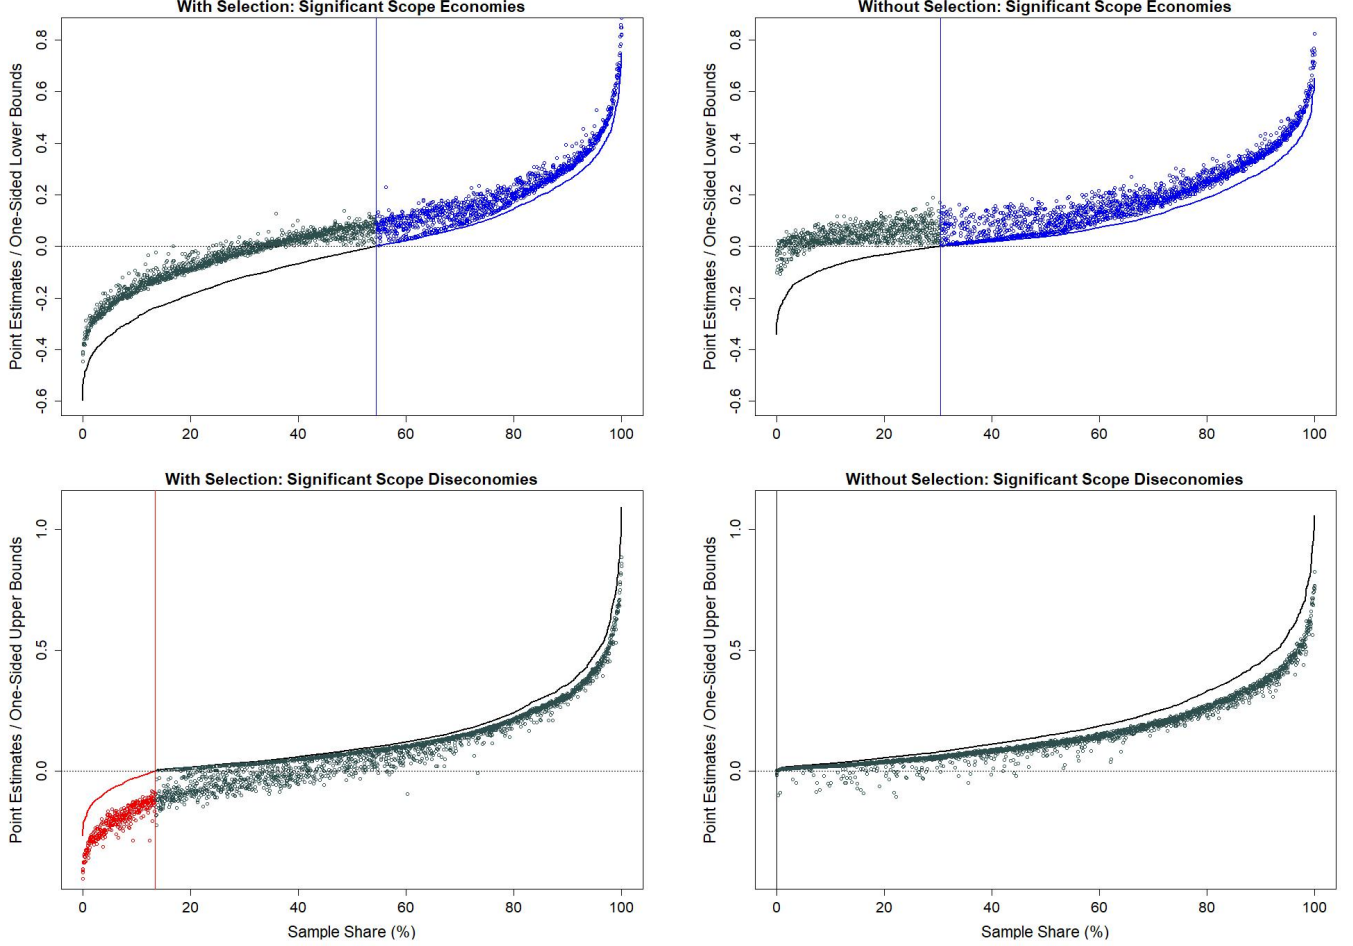 With Selection: Significant Scope Economies
Point Estimates / One-Sided Lower Bounds
0.8
0.6
0.4
0.2
0.0
-0.2
-0.4
-0.6
0 20 40 60 80 100
Without Selection: Significant Scope Economies
Point Estimates / One-Sided Lower Bounds
0.8
0.6
0.4
0.2
0.0
-0.2
-0.4
-0.6
0 20 40 60 80 100
With Selection: Significant Scope Diseconomies
Point Estimates / One-Sided Upper Bounds
1.0
0.5
0.0
0 20 40 60 80 100
Sample Share (%)
Without Selection: Significant Scope Diseconomies
Point Estimates / One-Sided Upper Bounds
1.0
0.5
0.0
0 20 40 60 80 100
Sample Share (%)